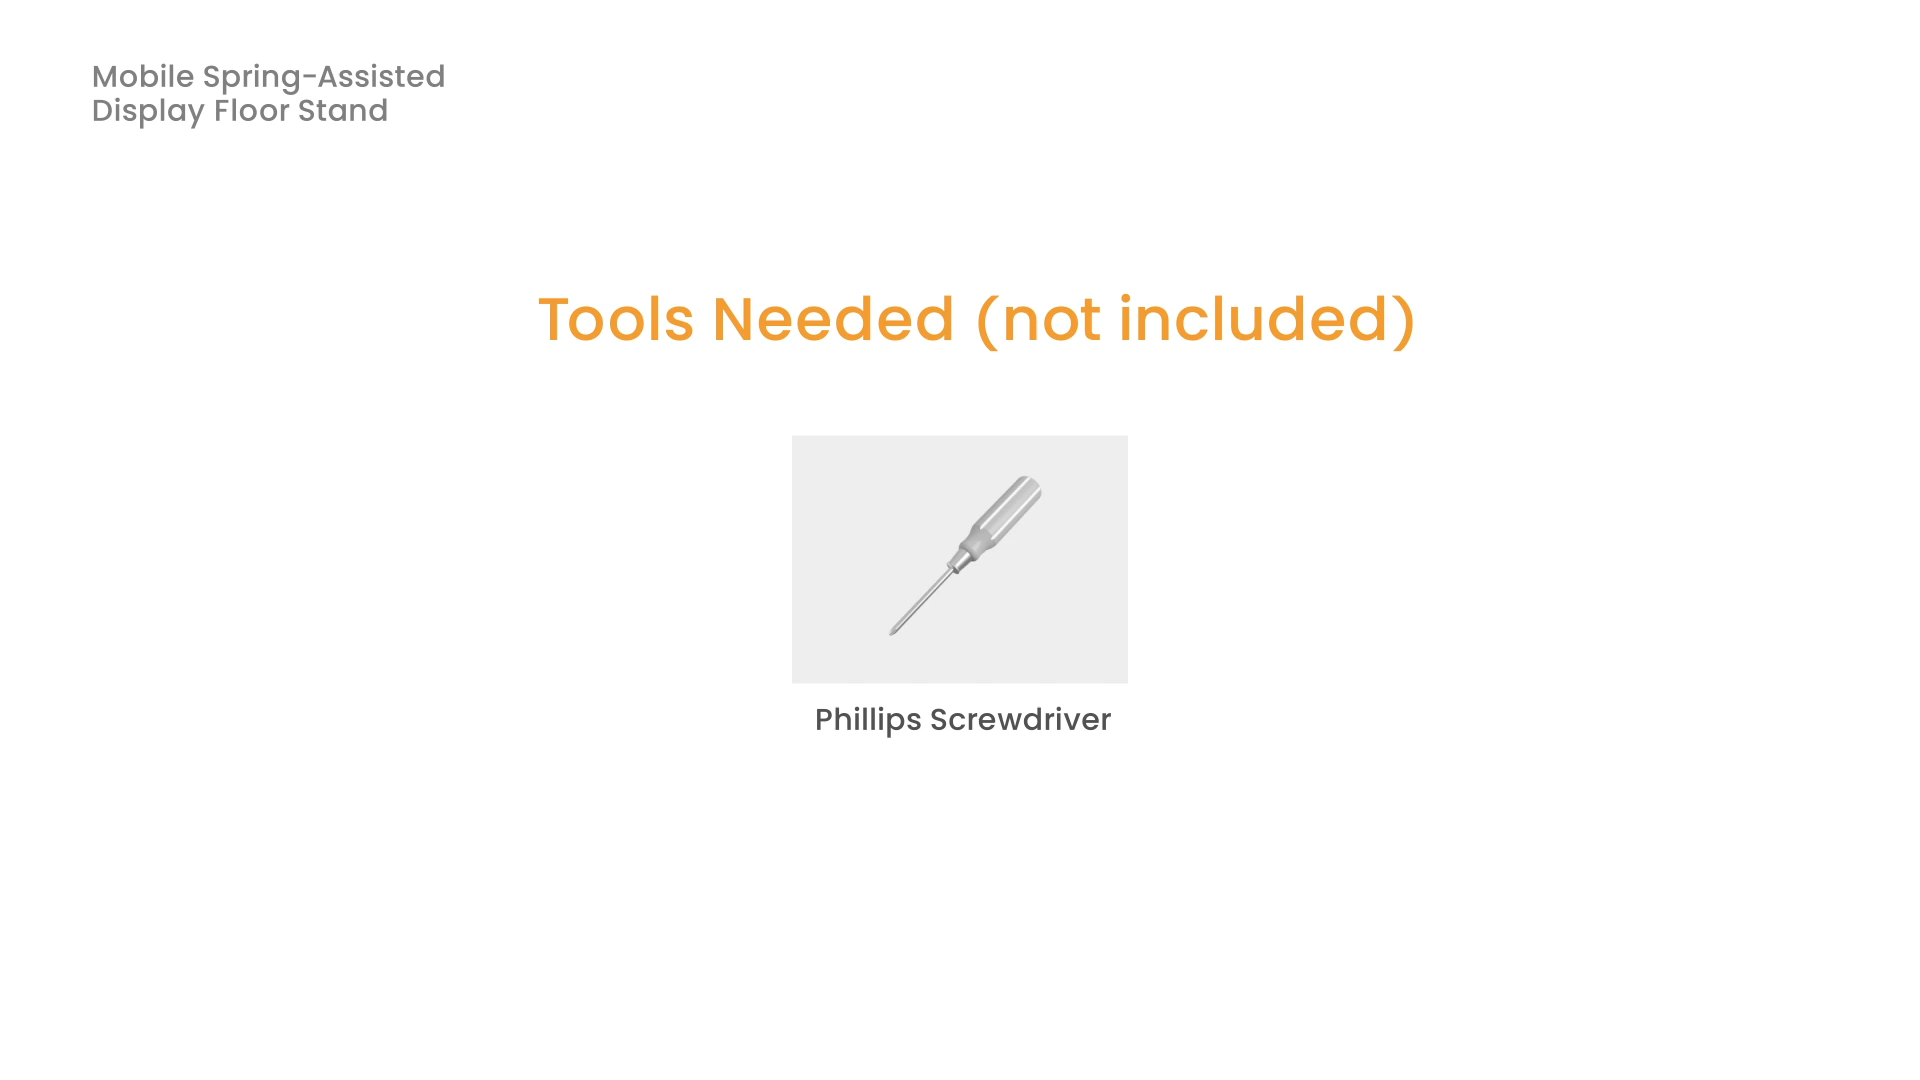 Mobile Spring-Assisted
Display Floor Stand
Tools Needed (not included)
Phillips Screwdriver